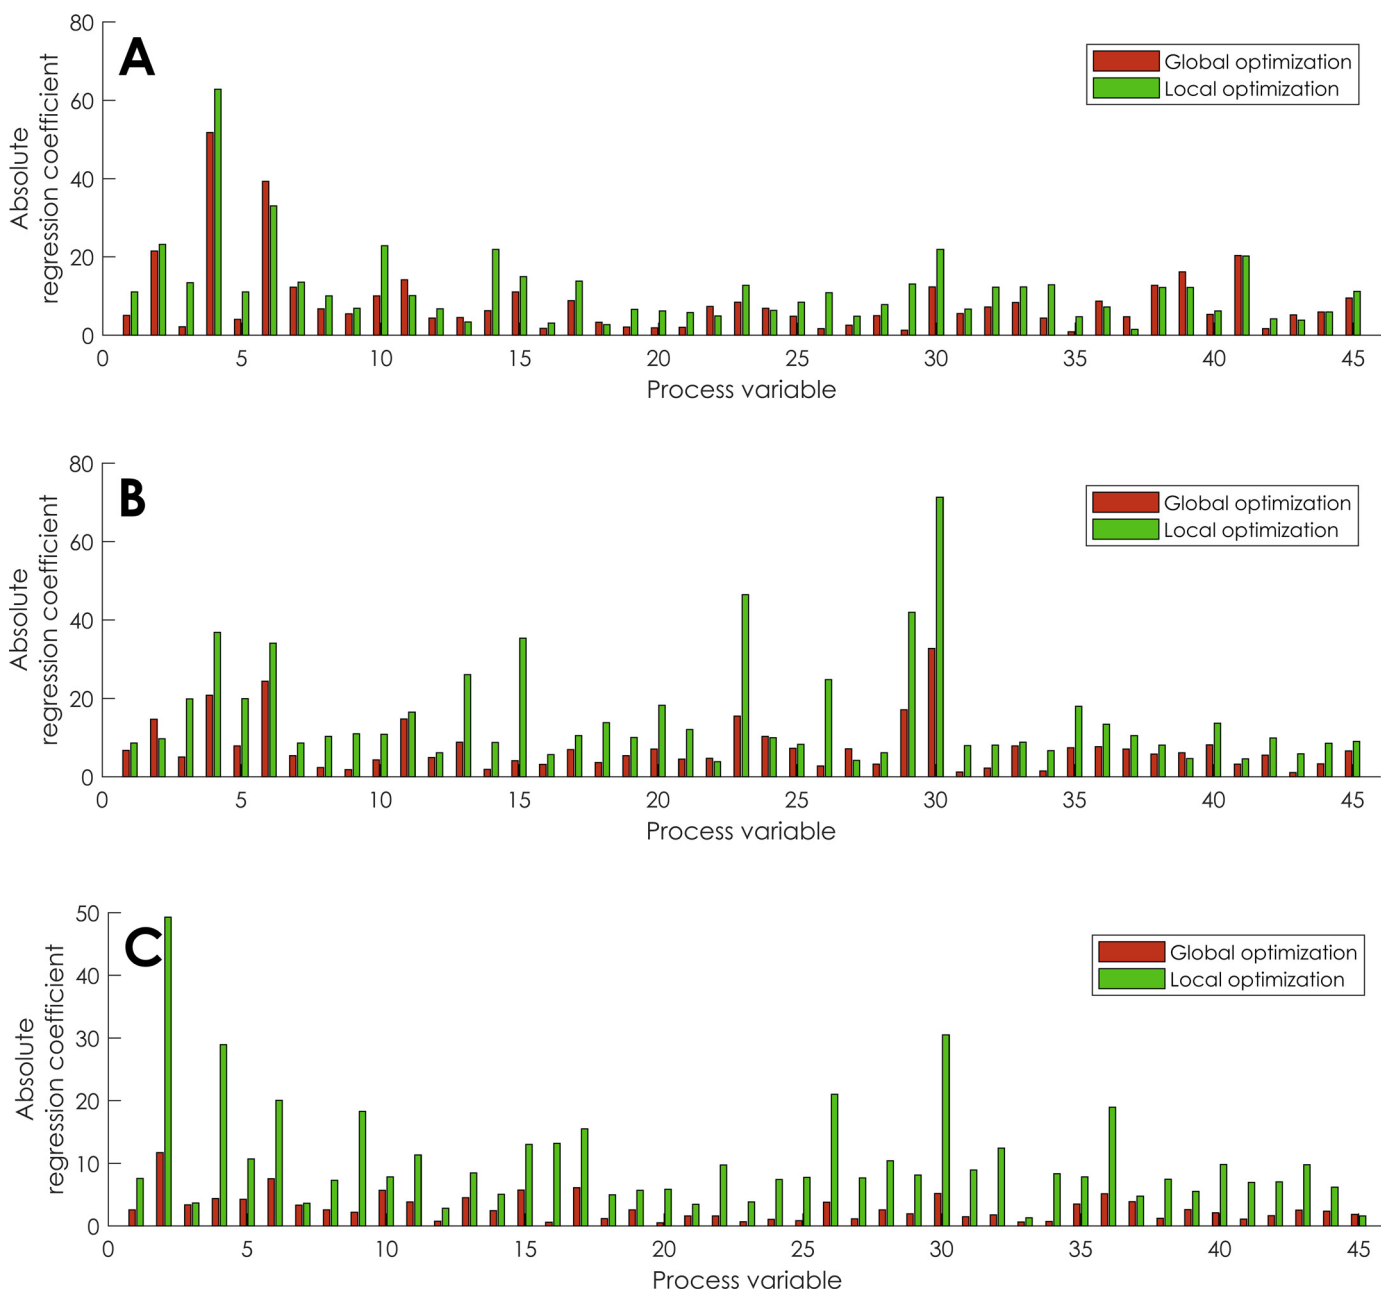 A
Absolute
regression coefficient
80
60
40
20
0
Global optimization
Local optimization
0 5 10 15 20 25 30 35 40 45
Process variable
B
Absolute
regression coefficient
80
60
40
20
0
Global optimization
Local optimization
0 5 10 15 20 25 30 35 40 45
Process variable
C
Absolute
regression coefficient
50
40
30
20
10
0
Global optimization
Local optimization
0 5 10 15 20 25 30 35 40 45
Process variable